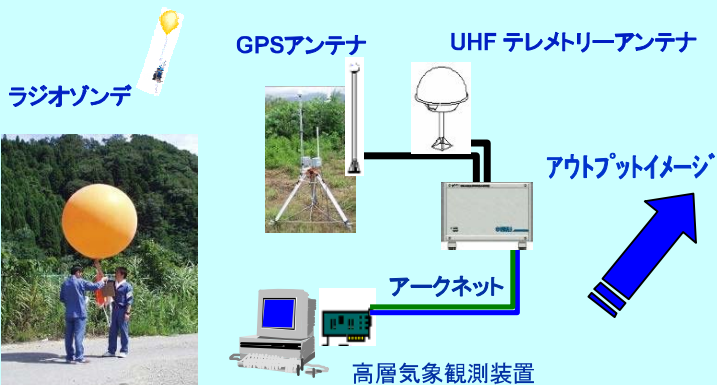 GPSアンテナ
UHF テレメトリーアンテナ
ラジオゾンデ
アウトプットイメージ
アークネット
高層気象観測装置